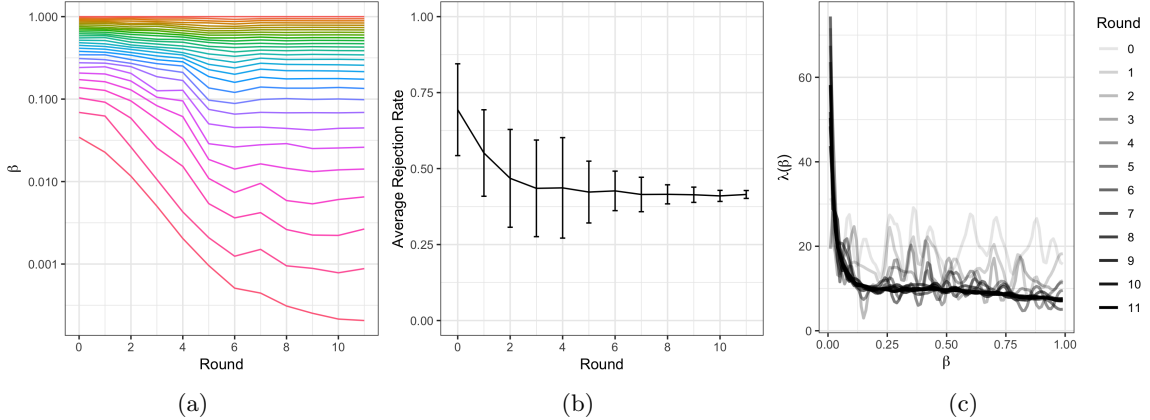 1.000
0.100
0.010
0.001
β
0 2 4 6 8 10
Round
(a)
1.00
0.75
0.50
0.25
0.00
Average Rejection Rate
0 2 4 6 8 10
Round
(b)
60
40
20
0
λ(β)
0.00 0.25 0.50 0.75 1.00
β
(c)
Round
0
1
2
3
4
5
6
7
8
9
10
11